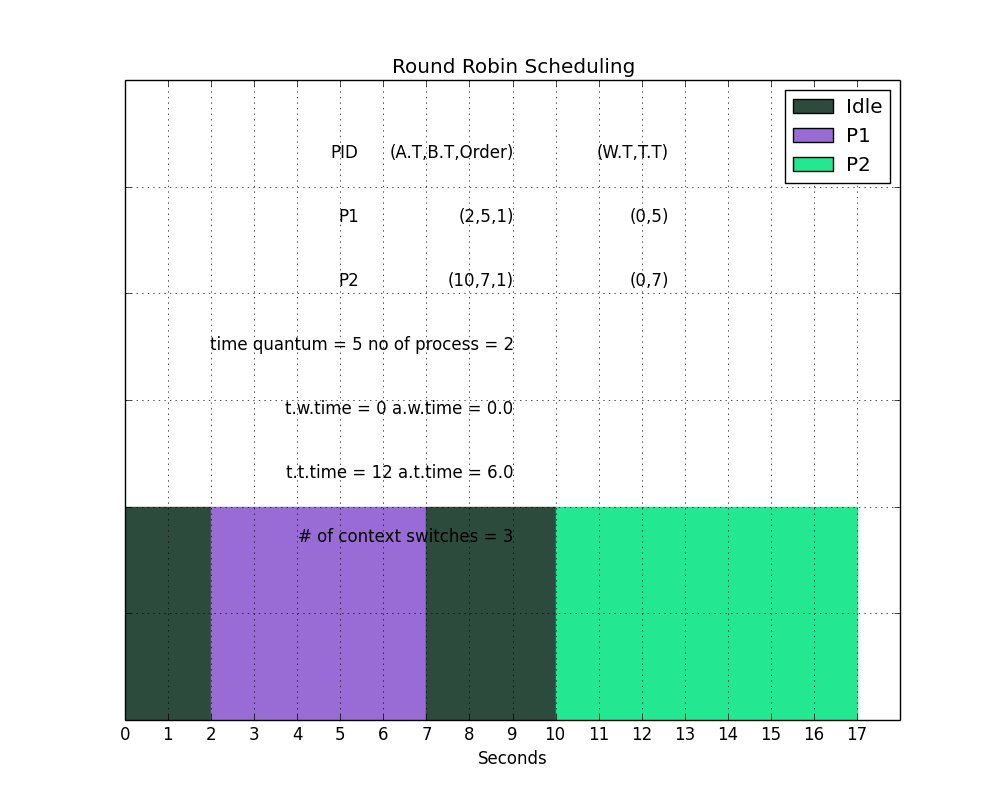 Round Robin Scheduling
Idle
P1
P2
PID (A.T,B.T,Order) (W.T,T.T)
P1 (2,5,1) (0,5)
P2 (10,7,1) (0,7)
time quantum = 5 no of process = 2
t.w.time = 0 a.w.time = 0.0
t.t.time = 12 a.t.time = 6.0
# of context switches = 3
0 1 2 3 4 5 6 7 8 9 10 11 12 13 14 15 16 17
Seconds